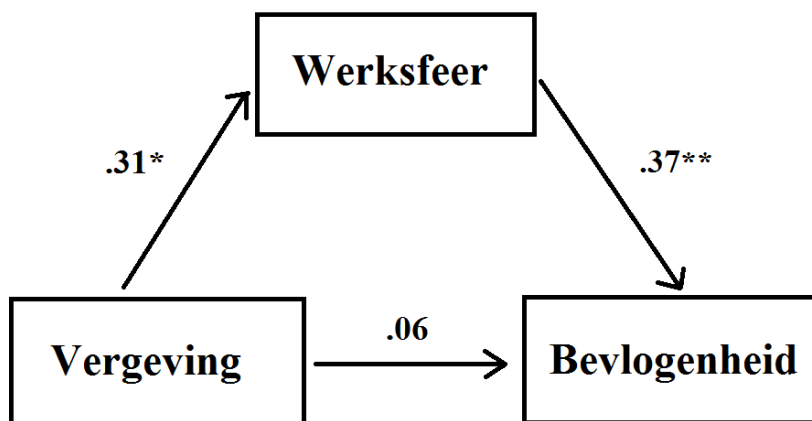 Werksfeer
.31*
.37**
.06
Vergeving
Bevlogenheid